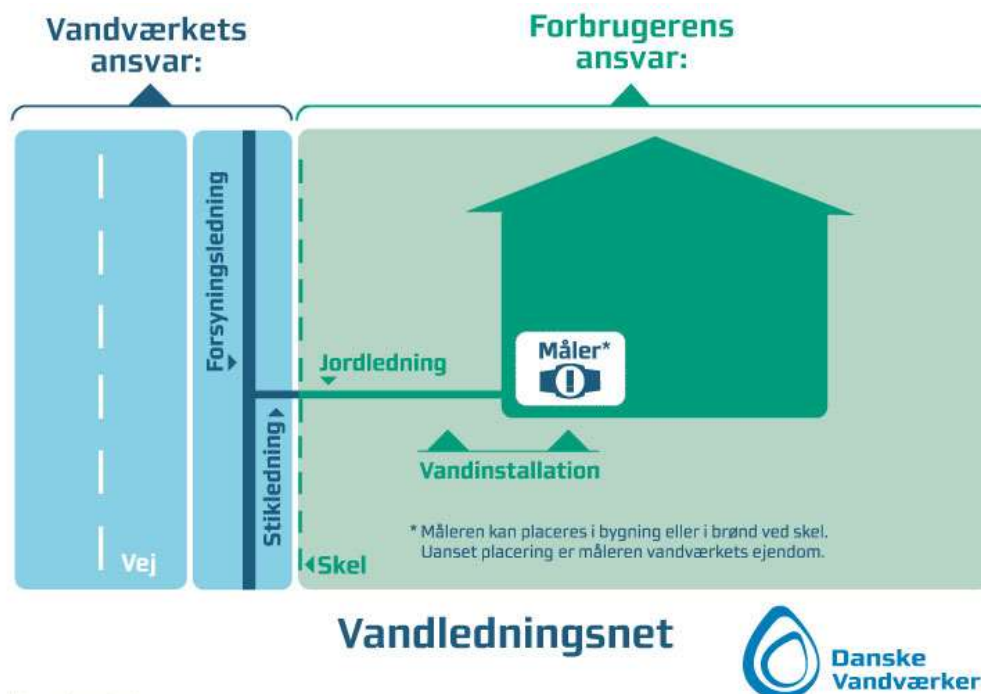 Vandværkets
ansvar:
Forbrugerens
ansvar:
Forsyningsledning
Jordledning
Måler*
Stikledning
Vandinstallation
* Måleren kan placeres i bygning eller i brønd ved skel.
Uanset placering er måleren vandværkets ejendom.
Vej
Skel
Vandledningsnet
Danske
Vandværker